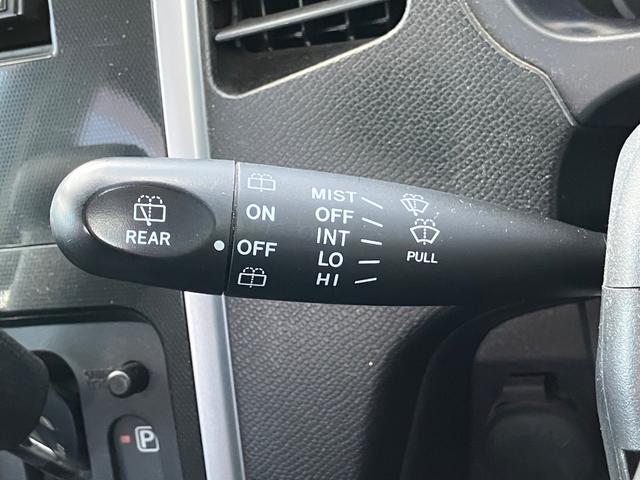 REAR
ON
OFF
MIST
OFF
INT
LO
HI
PULL
P